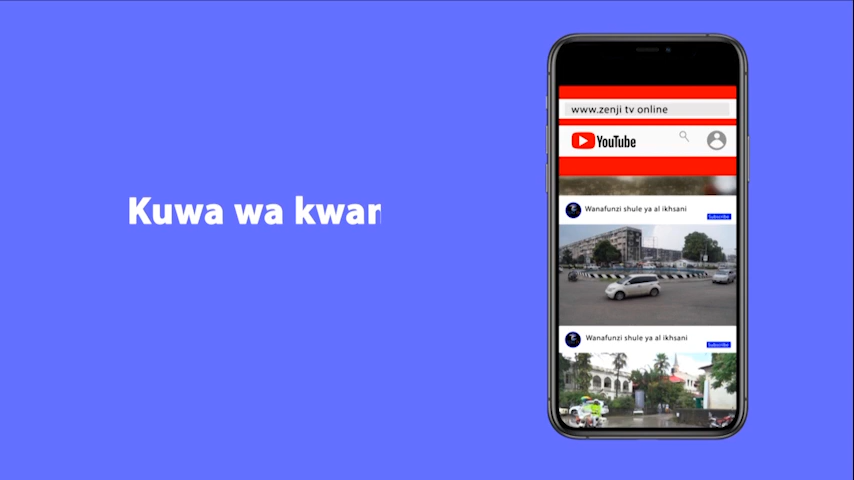 Kuwa wa kwan
www.zenji tv online
YouTube
Wanafunzi shule ya al ikhsani
Subscribe
Wanafunzi shule ya al ikhsani
Subscribe